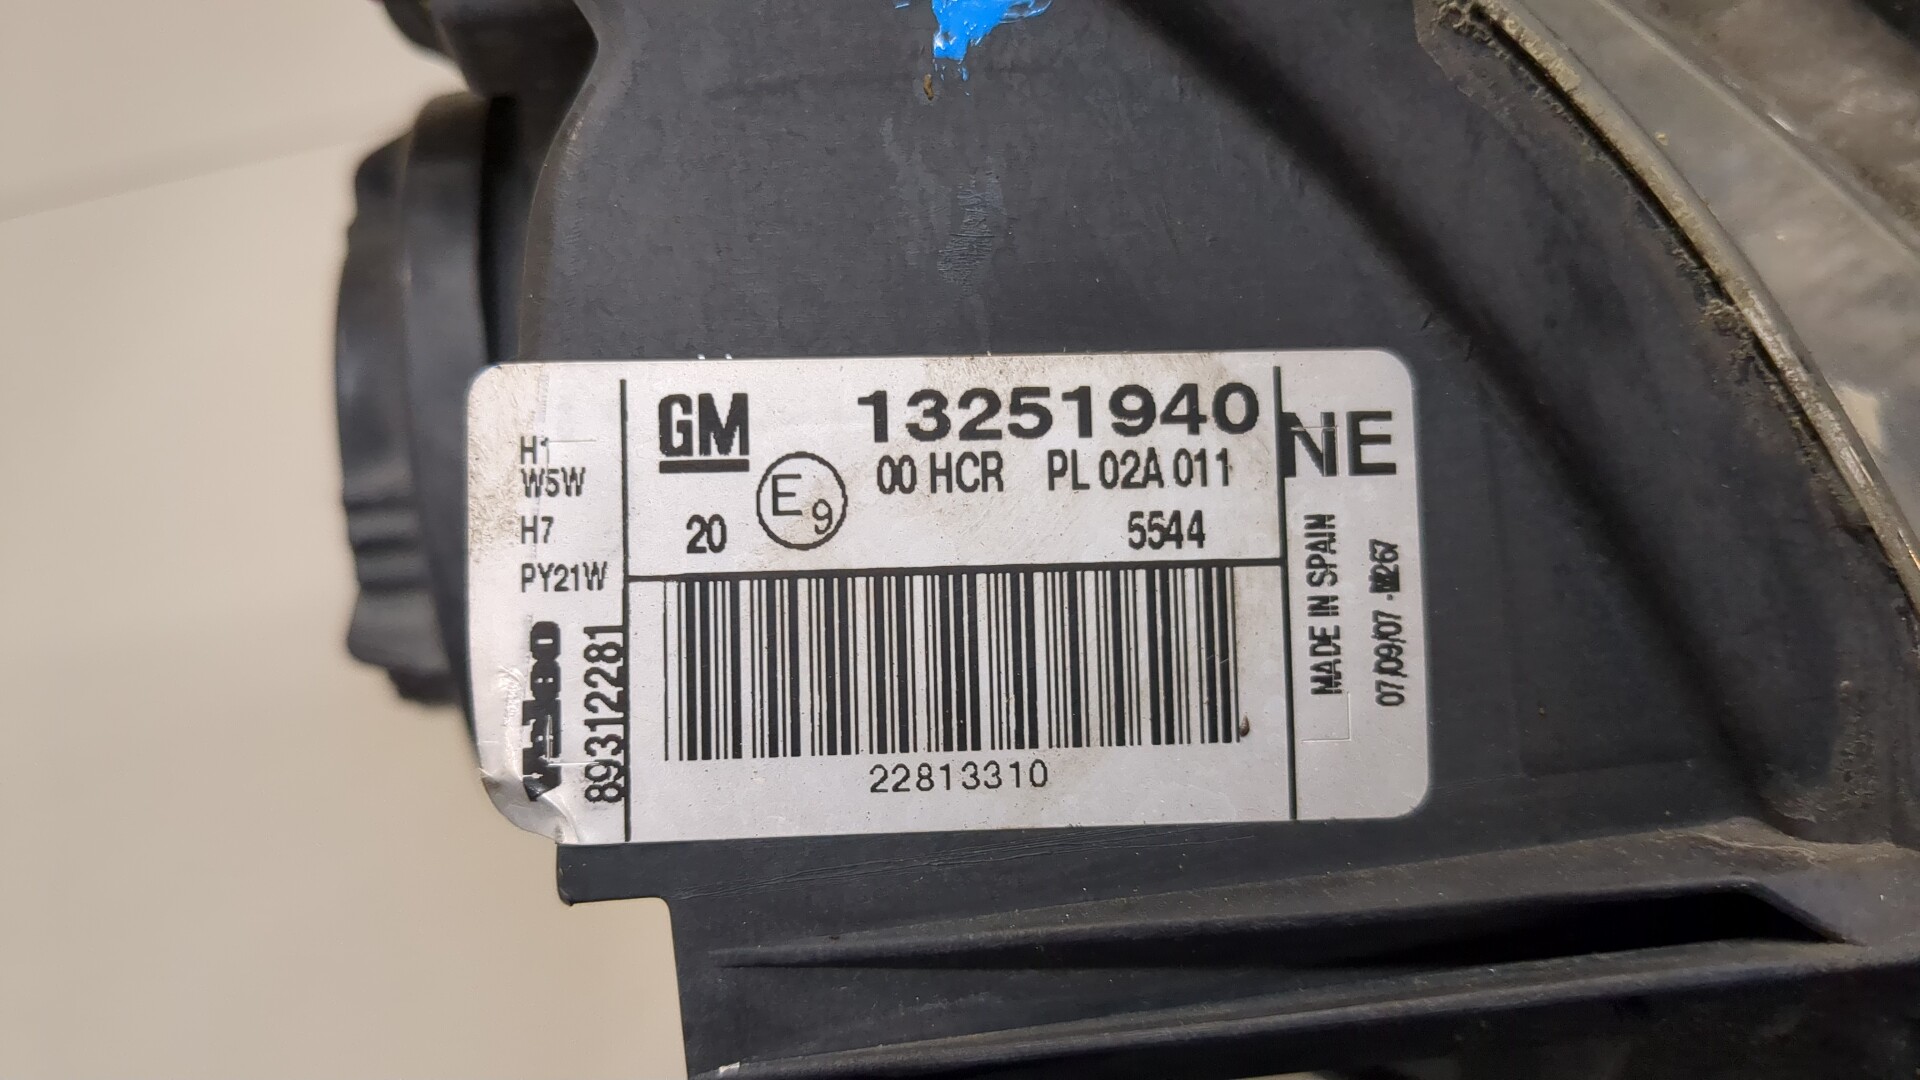 H1
W5W
H7
PY21W
89312281
GM
13251940
E9
00 HCR PL 02A 011
20
5544
22813310
NE
MADE IN SPAIN
07/09/07